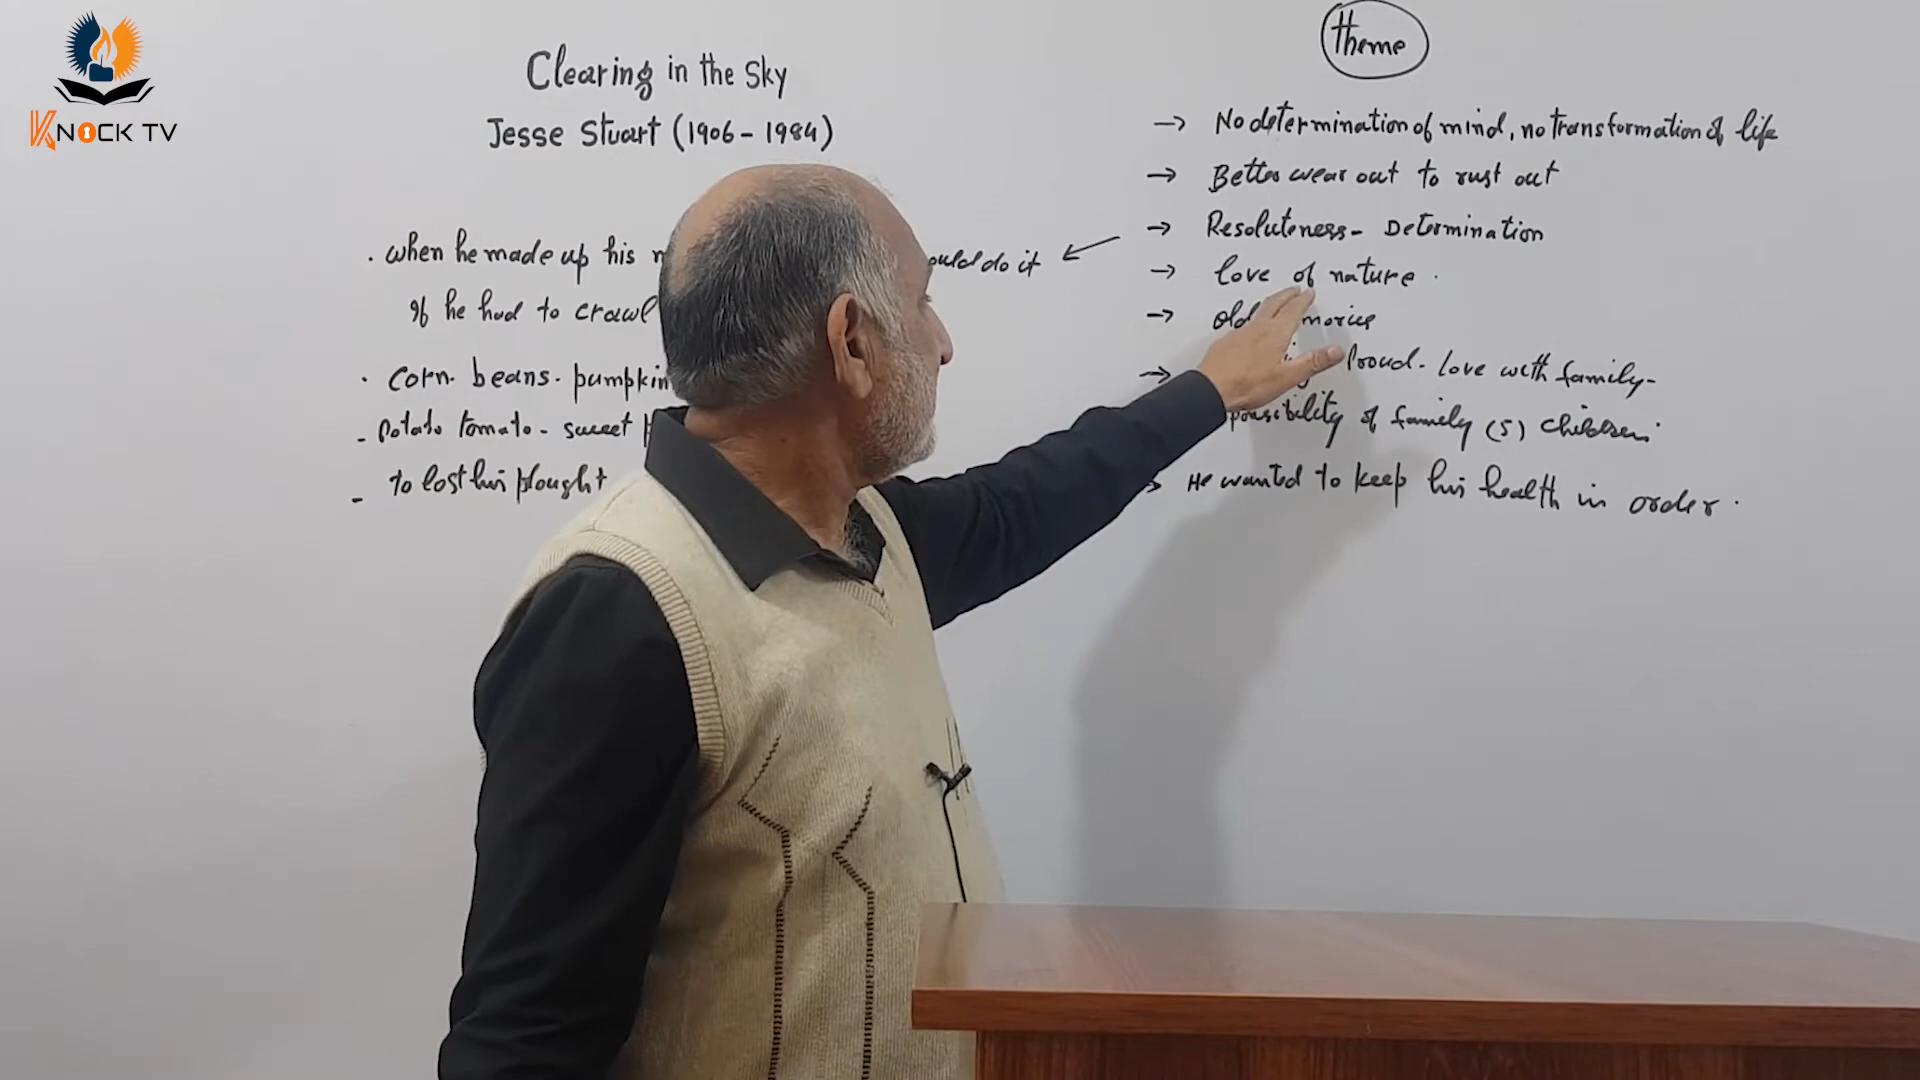 KNOCK TV
Clearing in the Sky
Jesse Stuart (1906-1984)
. when he made up his
do it
If he had to crawl
. corn. beans. pumpkin
- Potato tomato - sweet
- to lost his plought
theme
→ No determination of mind, no transformation of life
→ Better wear out to rust out
→ Resoluteness - Determination
→ love of nature.
→ old
→ Proud. Love with family-
of family (5) children
→ He wanted to keep his health in order.